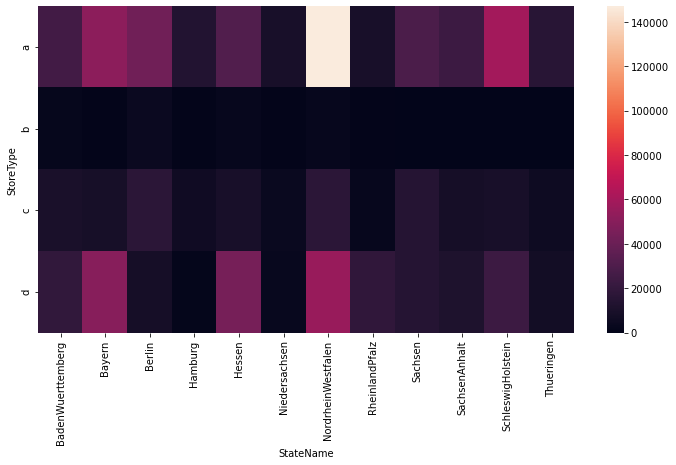 a
b
c
d
StoreType
BadenWuerttemberg
Bayern
Berlin
Hamburg
Hessen
Niedersachsen
NordrheinWestfalen
RheinlandPfalz
Sachsen
SachsenAnhalt
SchleswigHolstein
Thueringen
StateName
140000
120000
100000
80000
60000
40000
20000
0